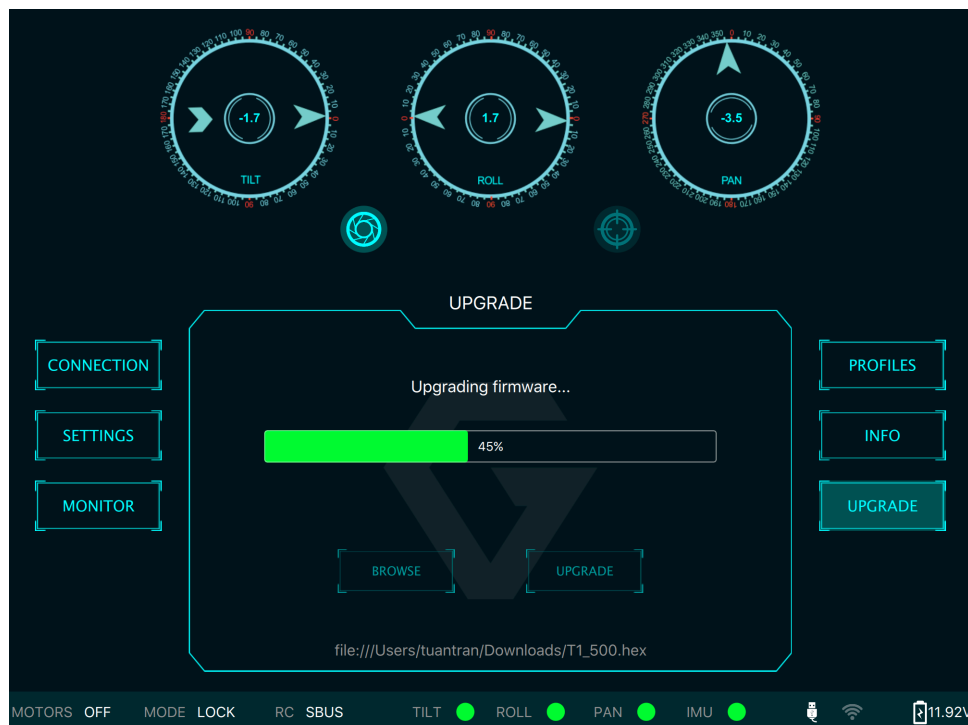 -1.7
TILT
1.7
ROLL
-3.5
PAN
UPGRADE
CONNECTION
SETTINGS
MONITOR
Upgrading firmware...
45%
BROWSE
UPGRADE
file:///Users/tuantran/Downloads/T1_500.hex
PROFILES
INFO
UPGRADE
MOTORS OFF MODE LOCK RC SBUS TILT ROLL PAN IMU 11.92V